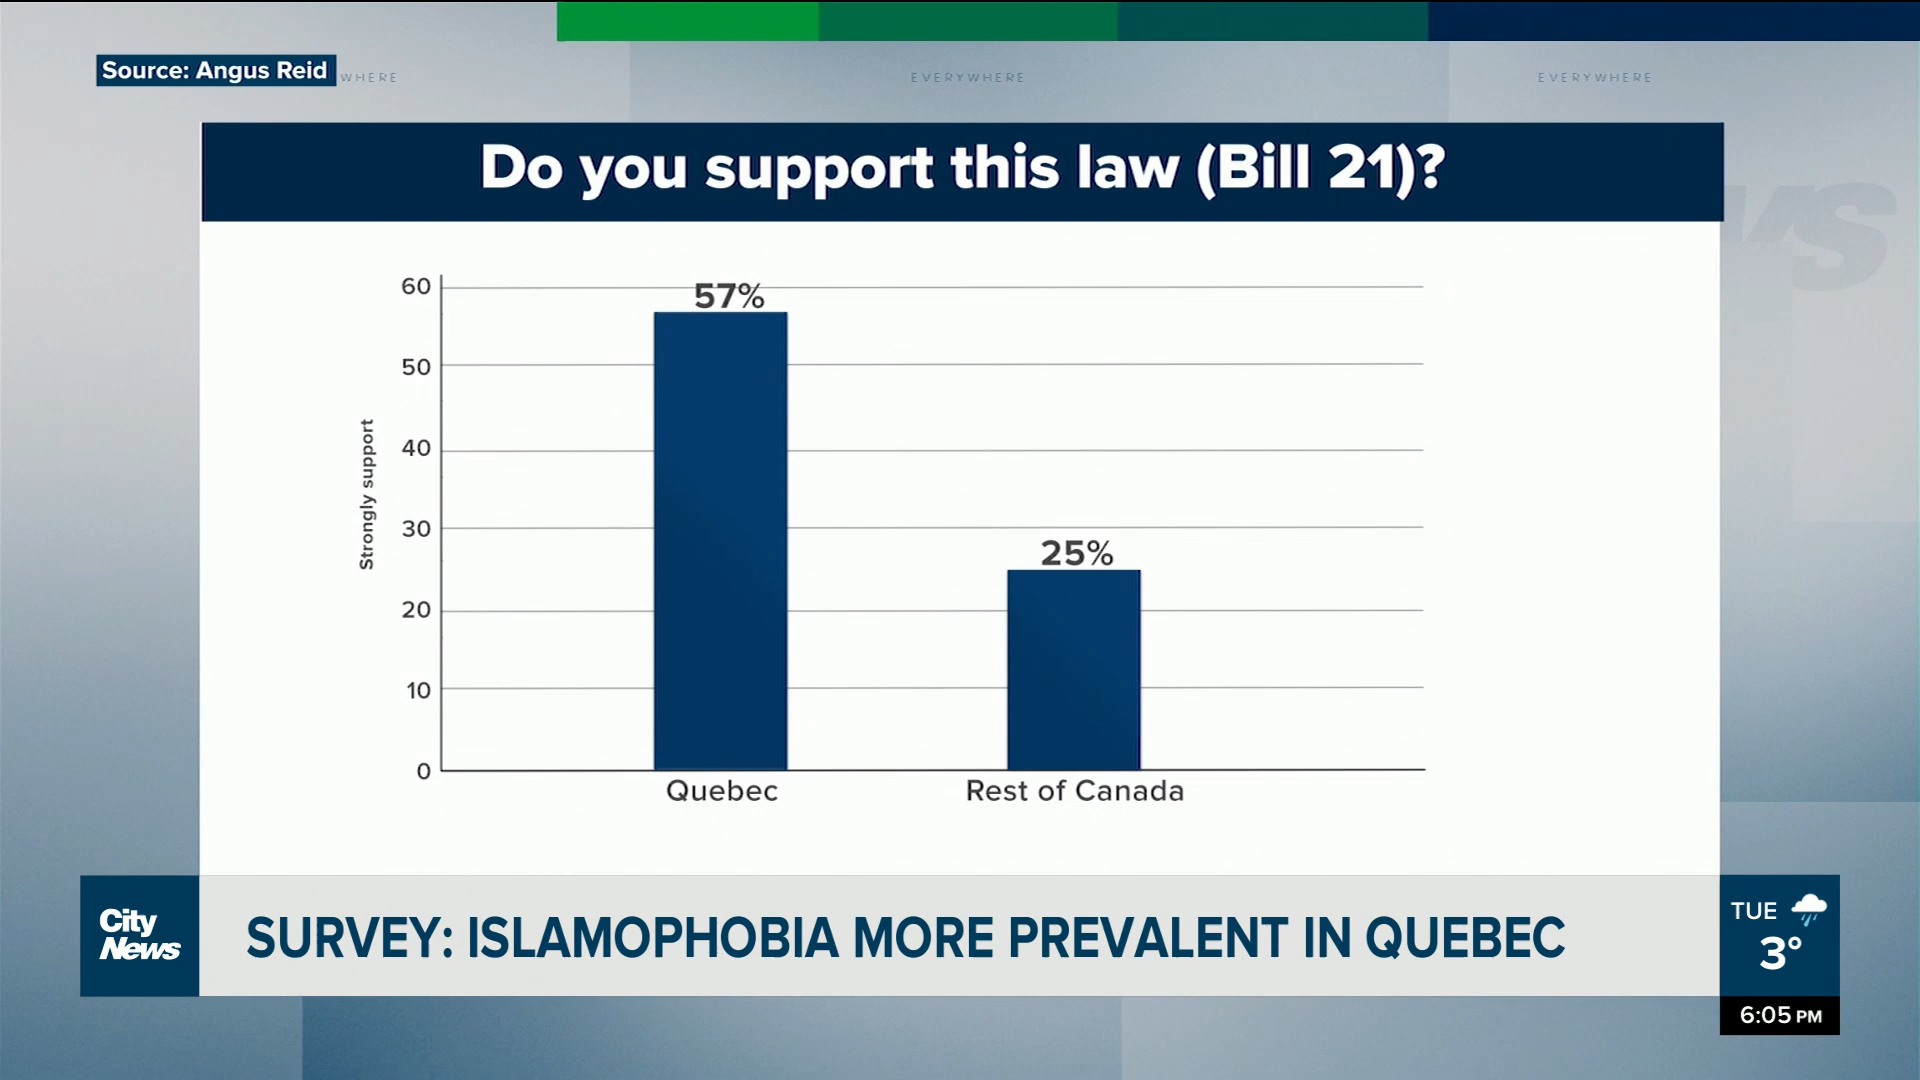 Source: Angus Reid
WHERE
EVERYWHERE
EVERYWHERE
Do you support this law (Bill 21)?
WS
60
57%
50
40
Strongly support
30
25%
20
10
0
Quebec
Rest of Canada
City
News
SURVEY: ISLAMOPHOBIA MORE PREVALENT IN QUEBEC
TUE
3°
6:05 PM